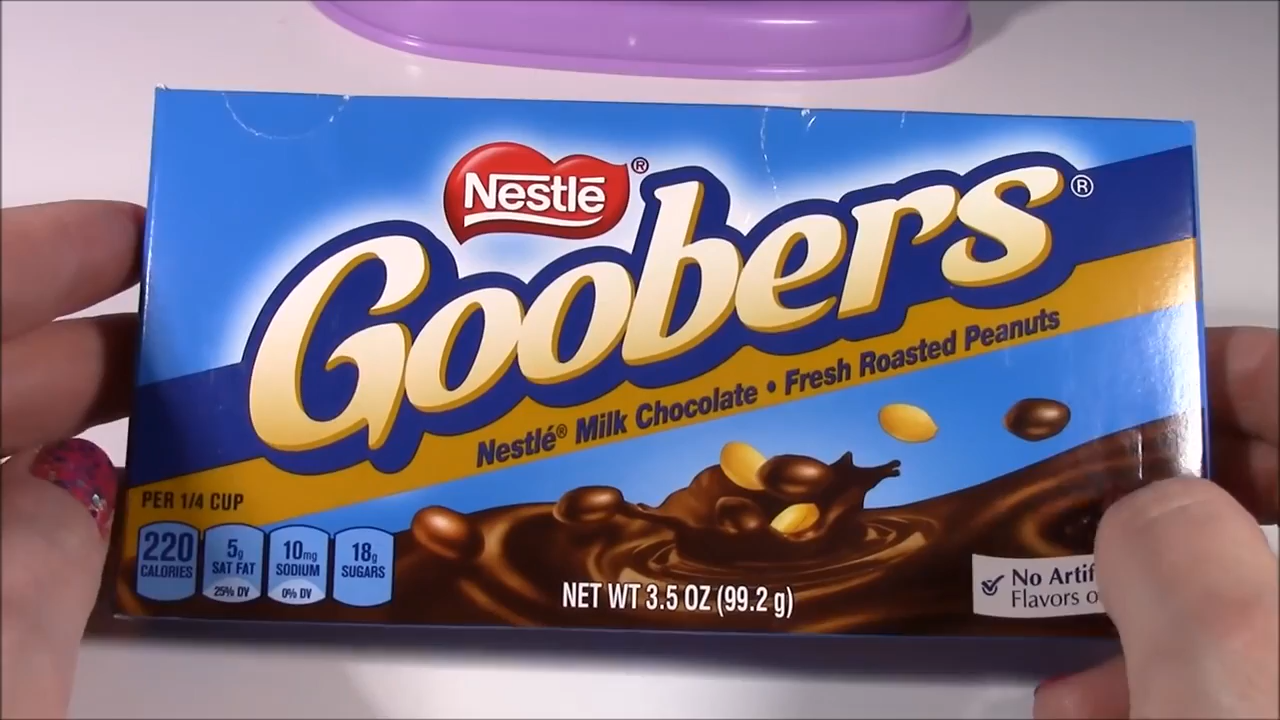 Nestlé®
Goobers®
Nestlé® Milk Chocolate • Fresh Roasted Peanuts
PER 1/4 CUP
220 CALORIES
5g SAT FAT 25% DV
10mg SODIUM 0% DV
18g SUGARS
NET WT 3.5 OZ (99.2 g)
No Artif
Flavors o